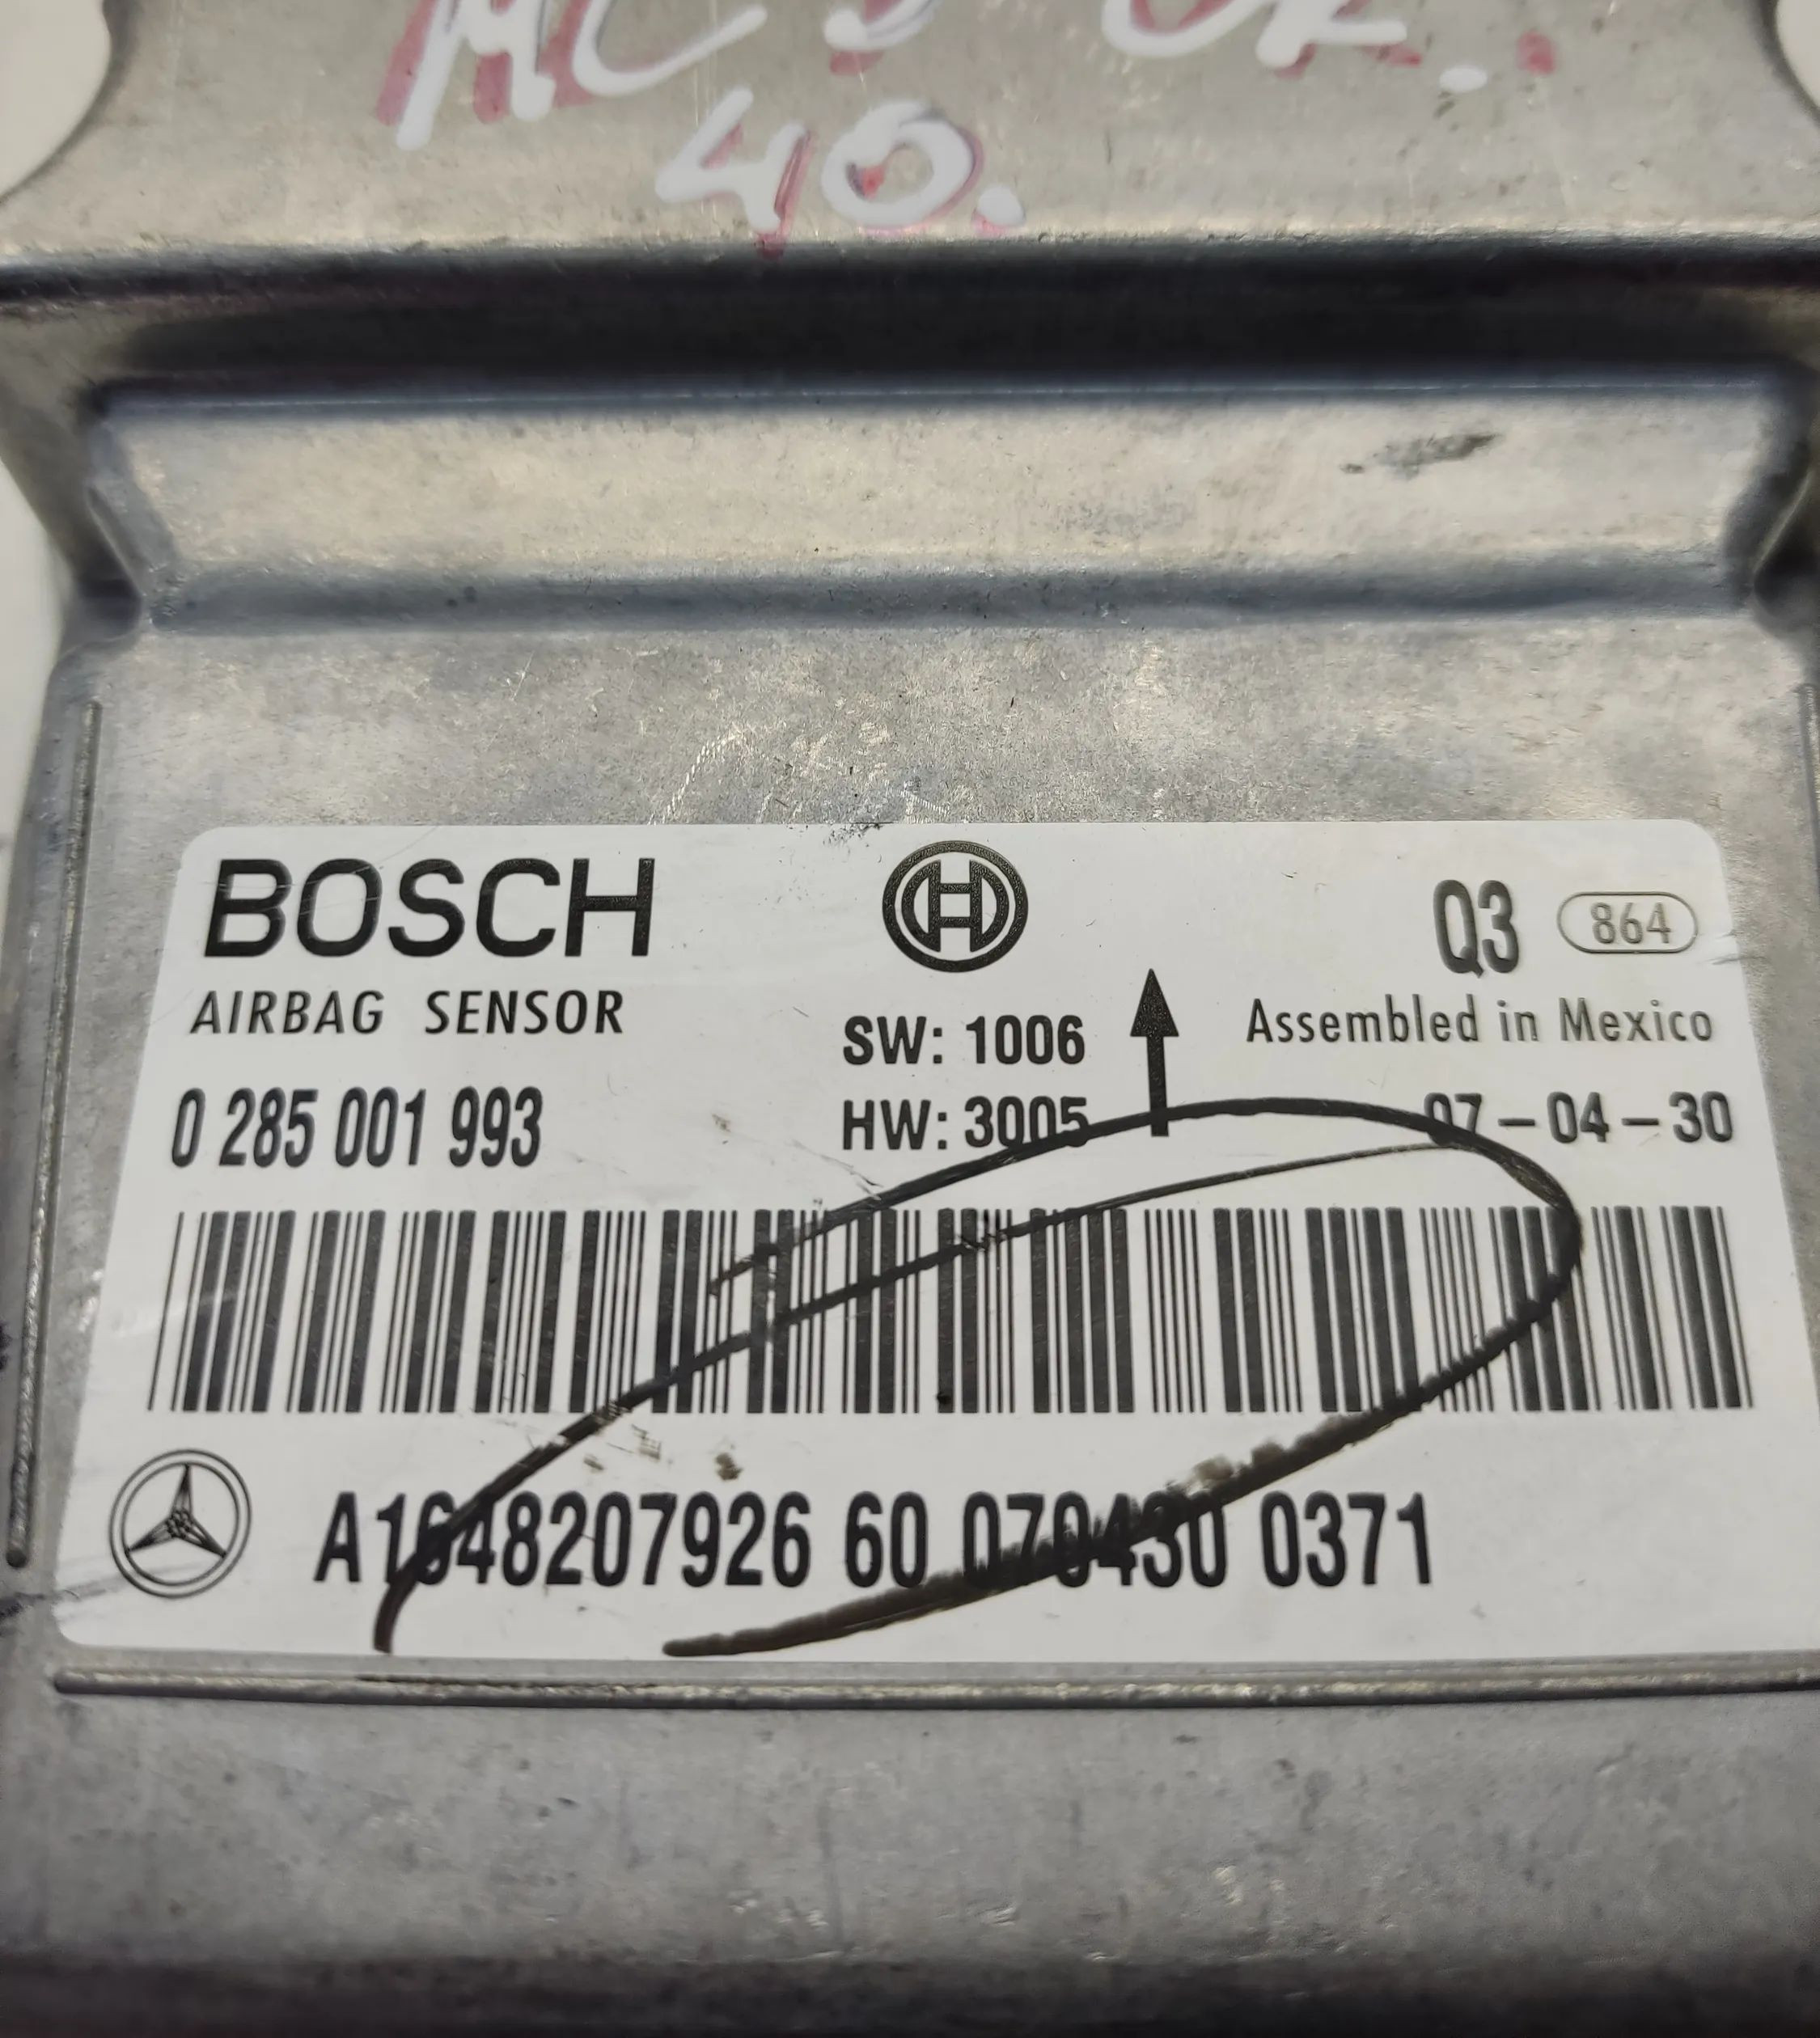 40.
BOSCH
Q3 864
AIRBAG SENSOR
SW: 1006
Assembled in Mexico
0 285 001 993
HW: 3005
07-04-30
A1648207926 60 070430 0371